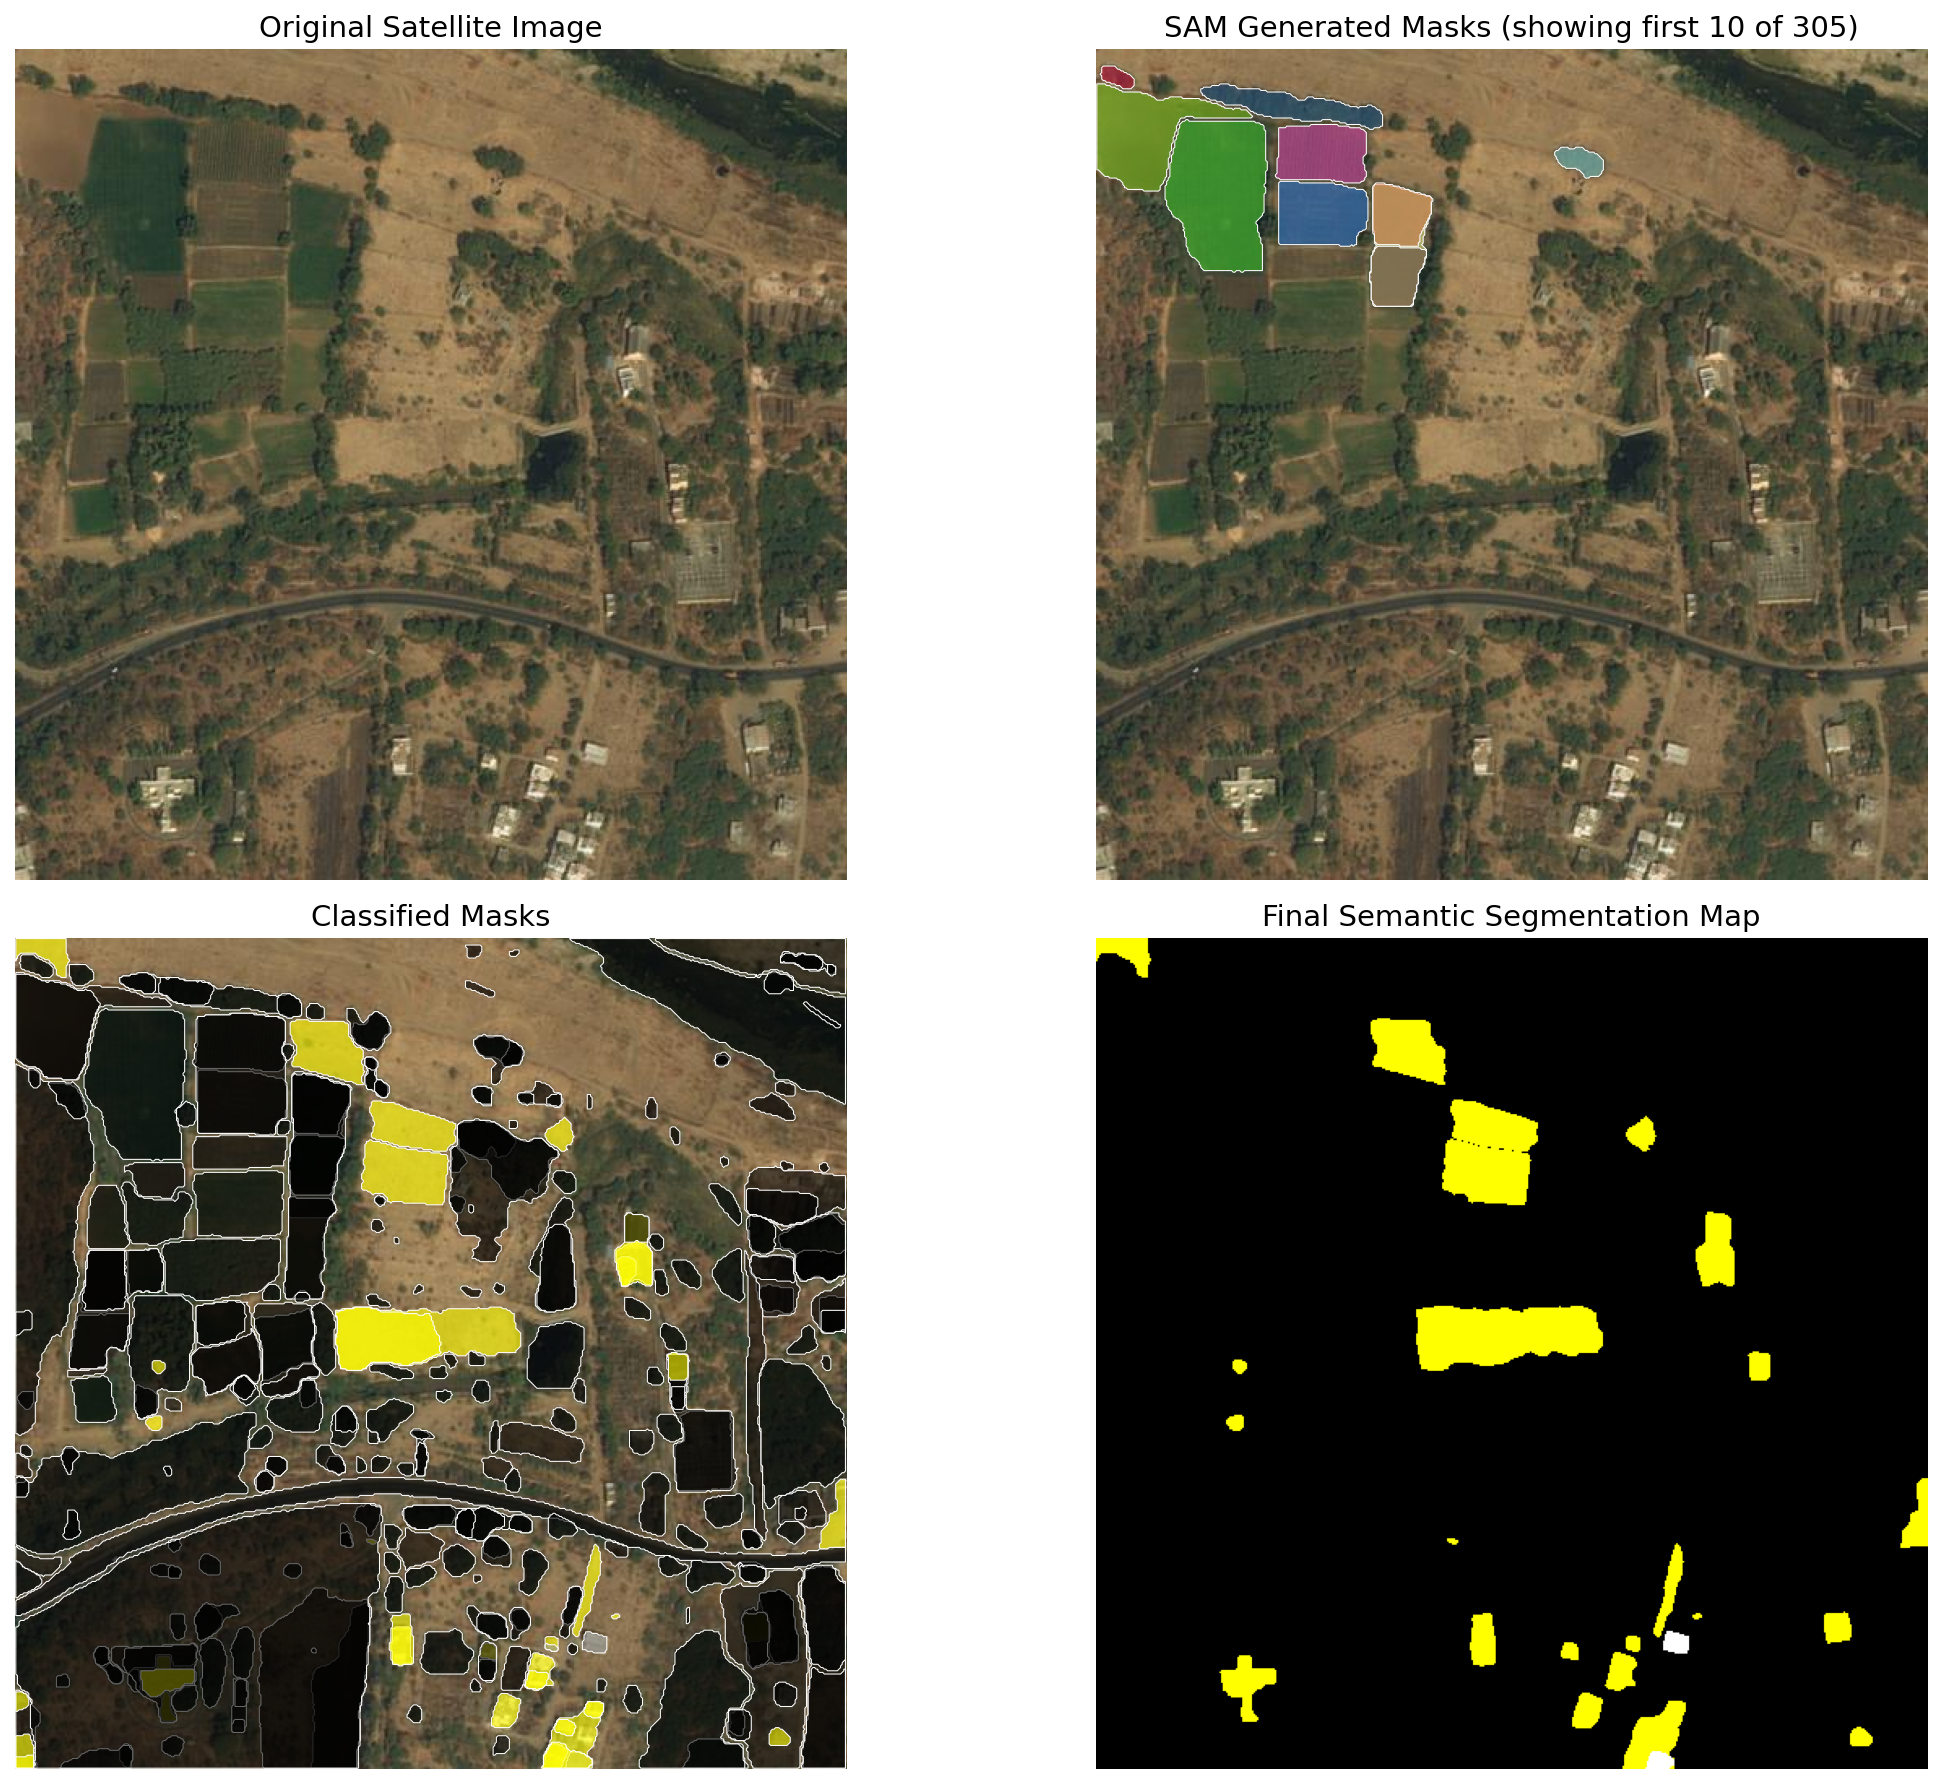 Original Satellite Image
SAM Generated Masks (showing first 10 of 305)
Classified Masks
Final Semantic Segmentation Map